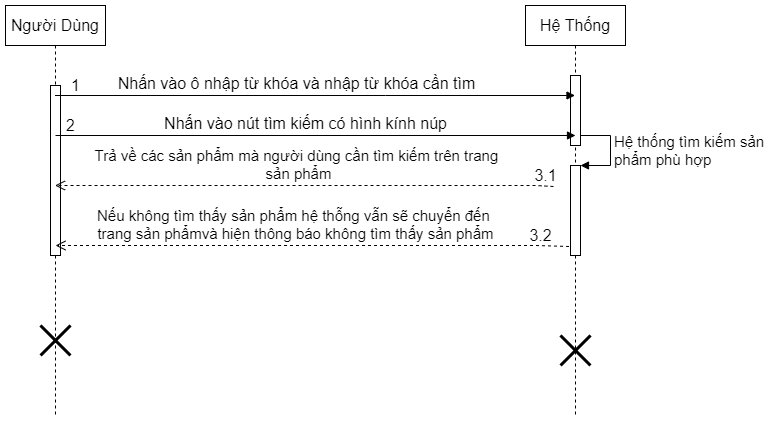 Người Dùng
Hệ Thống
1
Nhấn vào ô nhập từ khóa và nhập từ khóa cần tìm
2
Nhấn vào nút tìm kiếm có hình kính núp
Hệ thống tìm kiếm sản
phẩm phù hợp
Trả về các sản phẩm mà người dùng cần tìm kiếm trên trang
sản phẩm
3.1
Nếu không tìm thấy sản phẩm hệ thỗng vẫn sẽ chuyển đến
trang sản phẩmvà hiện thông báo không tìm thấy sản phẩm
3.2